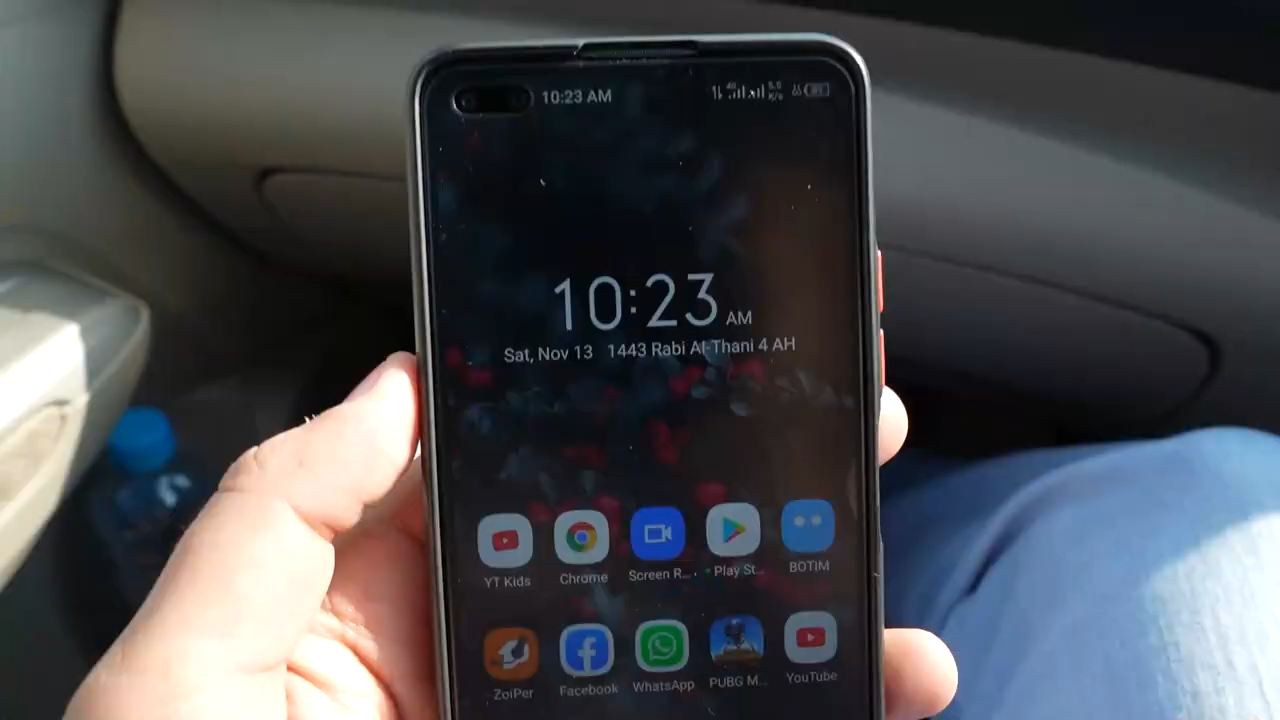 10:23 AM
10:23 AM
Sat, Nov 13 1443 Rabi Al-Thani 4 AH
YT Kids Chrome Screen R... Play St... BOTIM
ZoiPer Facebook WhatsApp PUBG M... YouTube